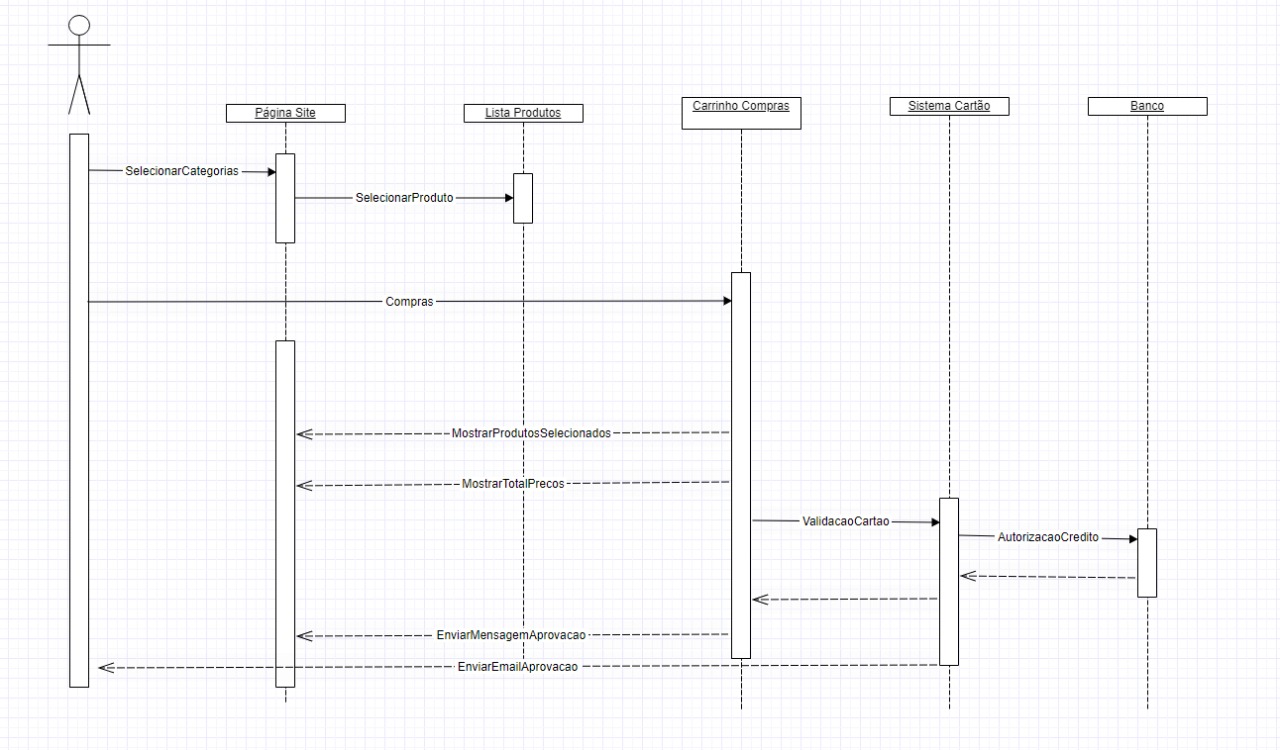 Página Site
Lista Produtos
Carrinho Compras
Sistema Cartão
Banco
SelecionarCategorias
SelecionarProduto
Compras
MostrarProdutosSelecionados
MostrarTotalPrecos
ValidacaoCartao
AutorizacaoCredito
EnviarMensagemAprovacao
EnviarEmailAprovacao